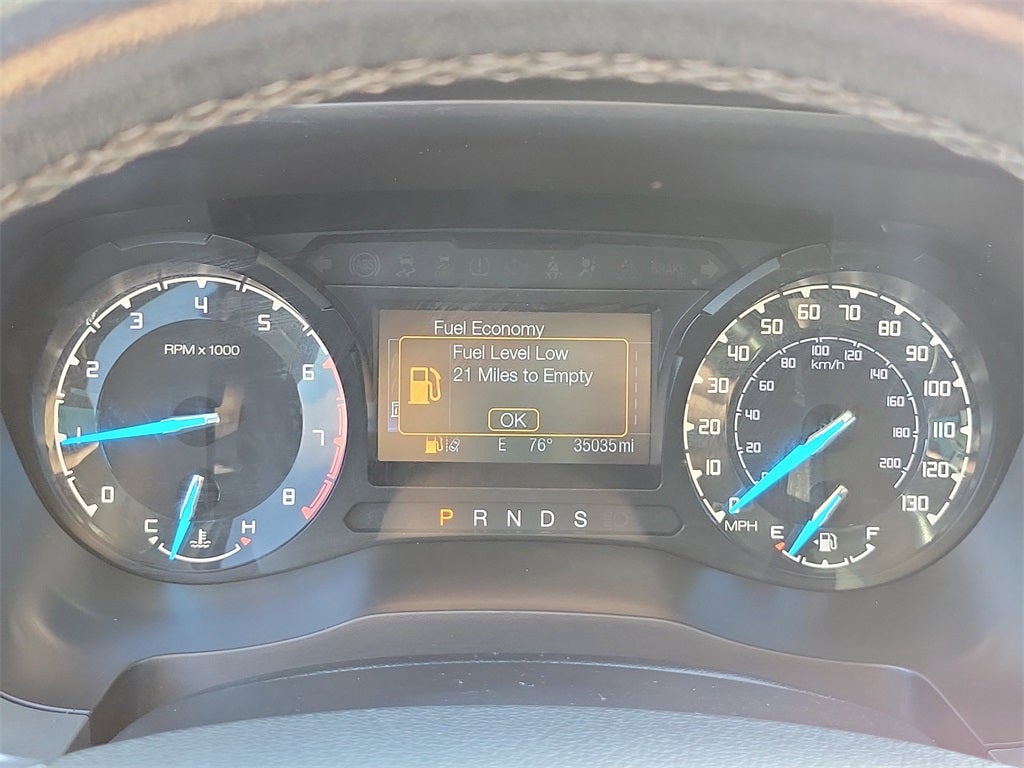 BRAKE
RPM x 1000
0 1 2 3 4 5 6 7 8
C H
Fuel Economy
Fuel Level Low
21 Miles to Empty
OK
E 76° 35035mi
P R N D S
0 10 20 30 40 50 60 70 80 90 100 110 120 130
MPH
20 40 60 80 100 120 140 160 180 200
km/h
E F